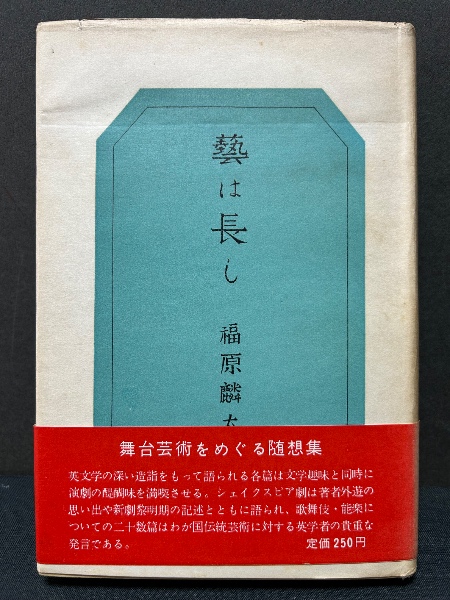 藝は長し
福原麟太
舞台芸術をめぐる随想集
英文学の深い造詣をもって語られる各篇は文学趣味と同時に
演劇の醍醐味を満喫させる。シェイクスピア劇は著者外遊の
思い出や新劇黎明期の記述とともに語られ、歌舞伎・能楽に
ついての二十数篇はわが国伝統芸術に対する英学者の貴重な
発言である。
定価250円